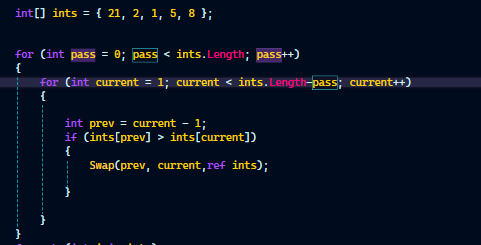 int[] ints = { 21, 2, 1, 5, 8 };
for (int pass = 0; pass < ints.Length; pass++)
{
for (int current = 1; current < ints.Length-pass; current++)
{
int prev = current - 1;
if (ints[prev] > ints[current])
{
Swap(prev, current,ref ints);
}
}
}